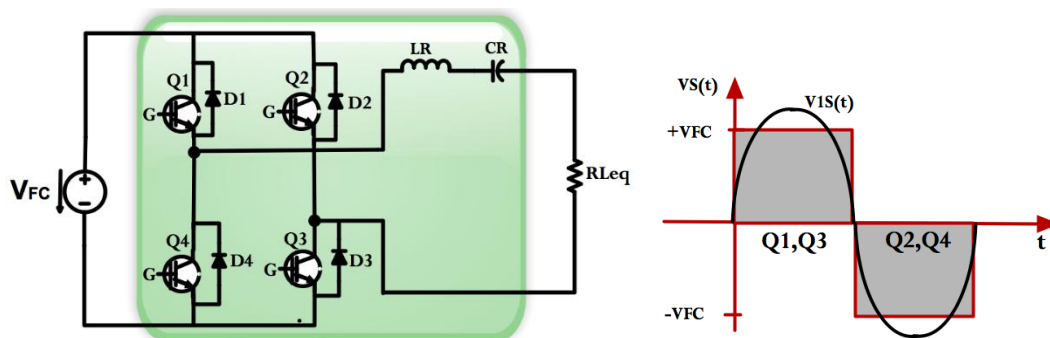 LR
CR
Q1
Q2
G
D1
G
D2
VFC
+
-
RLeq
Q4
Q3
G
D4
G
D3
VS(t)
V1S(t)
+VFC
Q1,Q3
Q2,Q4
t
-VFC